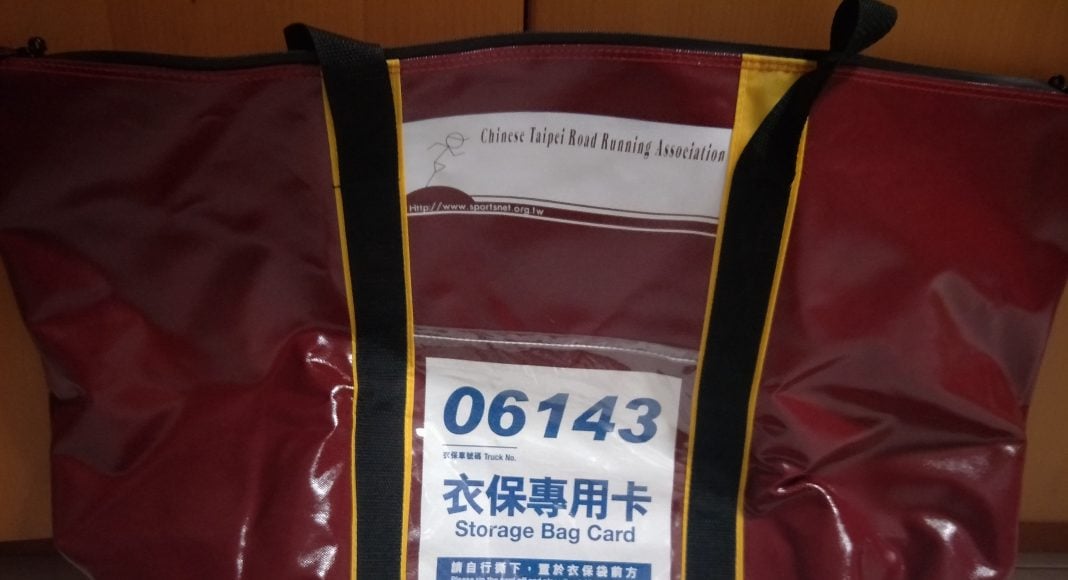 Chinese Taipei Road Running Association
Http://www.sportsnet.org.tw
06143
衣保車號碼 Truck No.
衣保專用卡
Storage Bag Card
請自行撕下，置於衣保袋前方